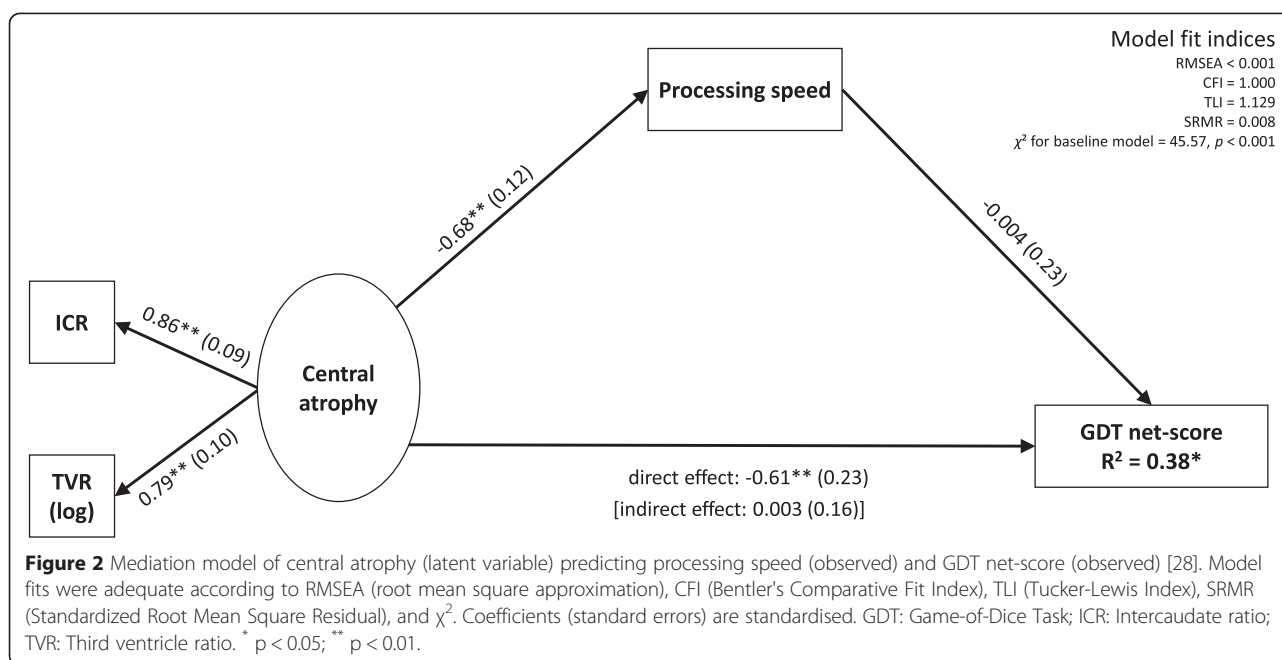 Model fit indices
RMSEA < 0.001
CFI = 1.000
TLI = 1.129
SRMR = 0.008
χ² for baseline model = 45.57, p < 0.001
Processing speed
-0.68** (0.12)
-0.004 (0.23)
ICR
0.86** (0.09)
Central
atrophy
TVR
(log)
0.79** (0.10)
GDT net-score
R² = 0.38*
direct effect: -0.61** (0.23)
[indirect effect: 0.003 (0.16)]
Figure 2 Mediation model of central atrophy (latent variable) predicting processing speed (observed) and GDT net-score (observed) [28]. Model
fits were adequate according to RMSEA (root mean square approximation), CFI (Bentler's Comparative Fit Index), TLI (Tucker-Lewis Index), SRMR
(Standardized Root Mean Square Residual), and χ². Coefficients (standard errors) are standardised. GDT: Game-of-Dice Task; ICR: Intercaudate ratio;
TVR: Third ventricle ratio. * p < 0.05; ** p < 0.01.